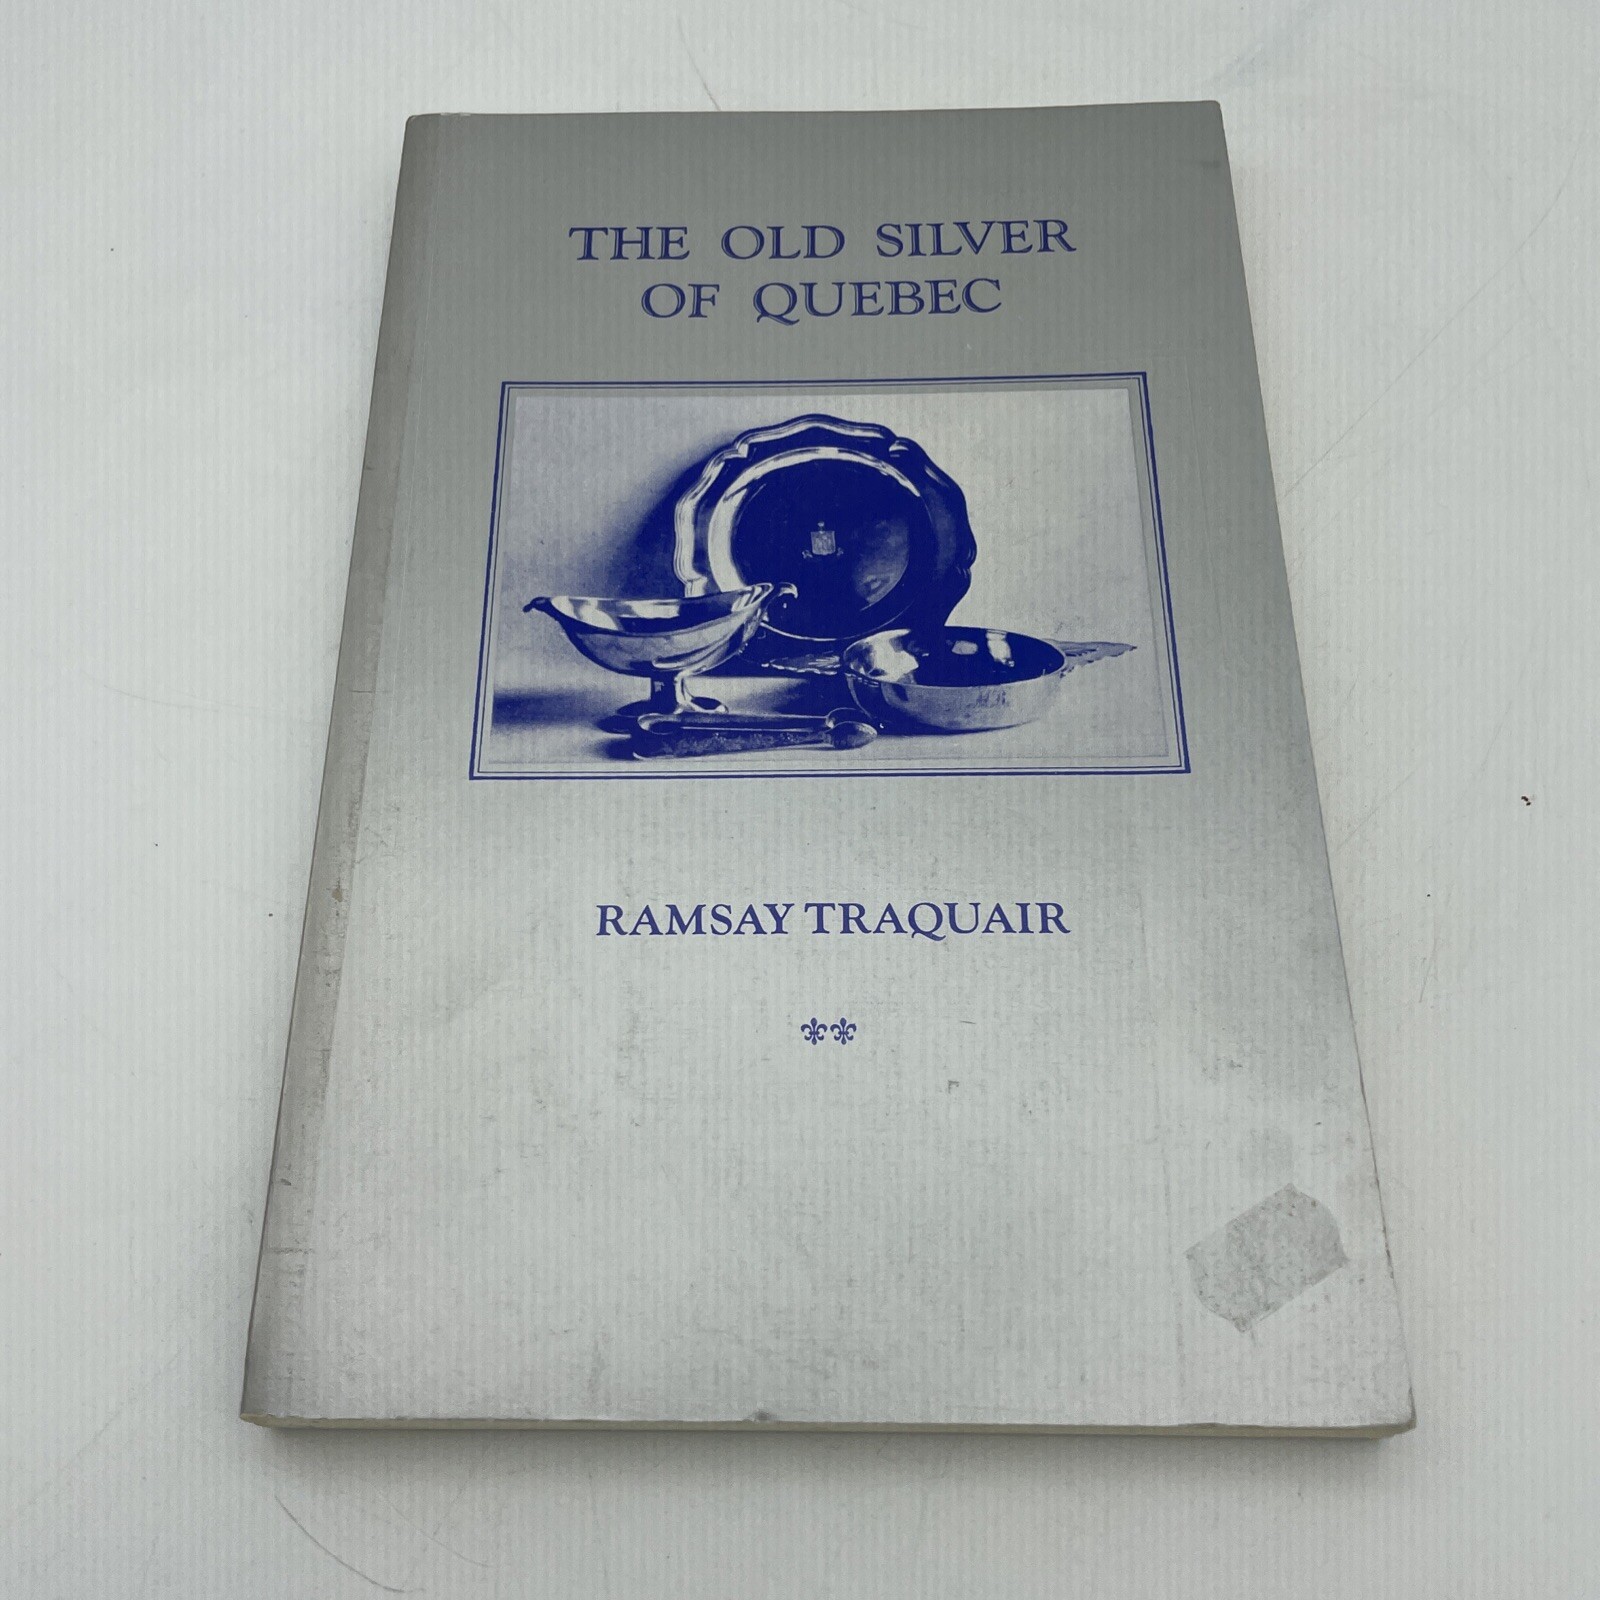 THE OLD SILVER
OF QUEBEC
RAMSAY TRAQUAIR